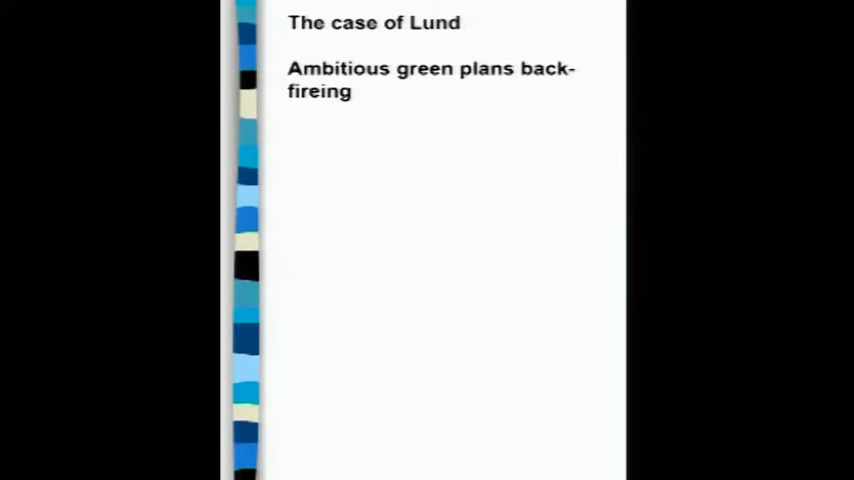 The case of Lund
Ambitious green plans back-
fireing